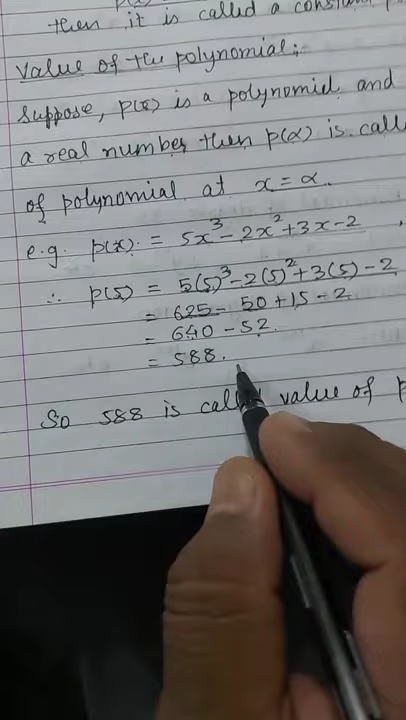 then it is called a constant
value of the polynomial:
Suppose, p(x) is a polynomial and
a real number then p(α) is call
of polynomial at x = α.
e.g. p(x) = 5x³ - 2x² + 3x - 2
∴ p(5) = 5(5)³ - 2(5)² + 3(5) - 2
= 625 - 50 + 15 - 2
= 640 - 52.
= 588.
So 588 is value of p